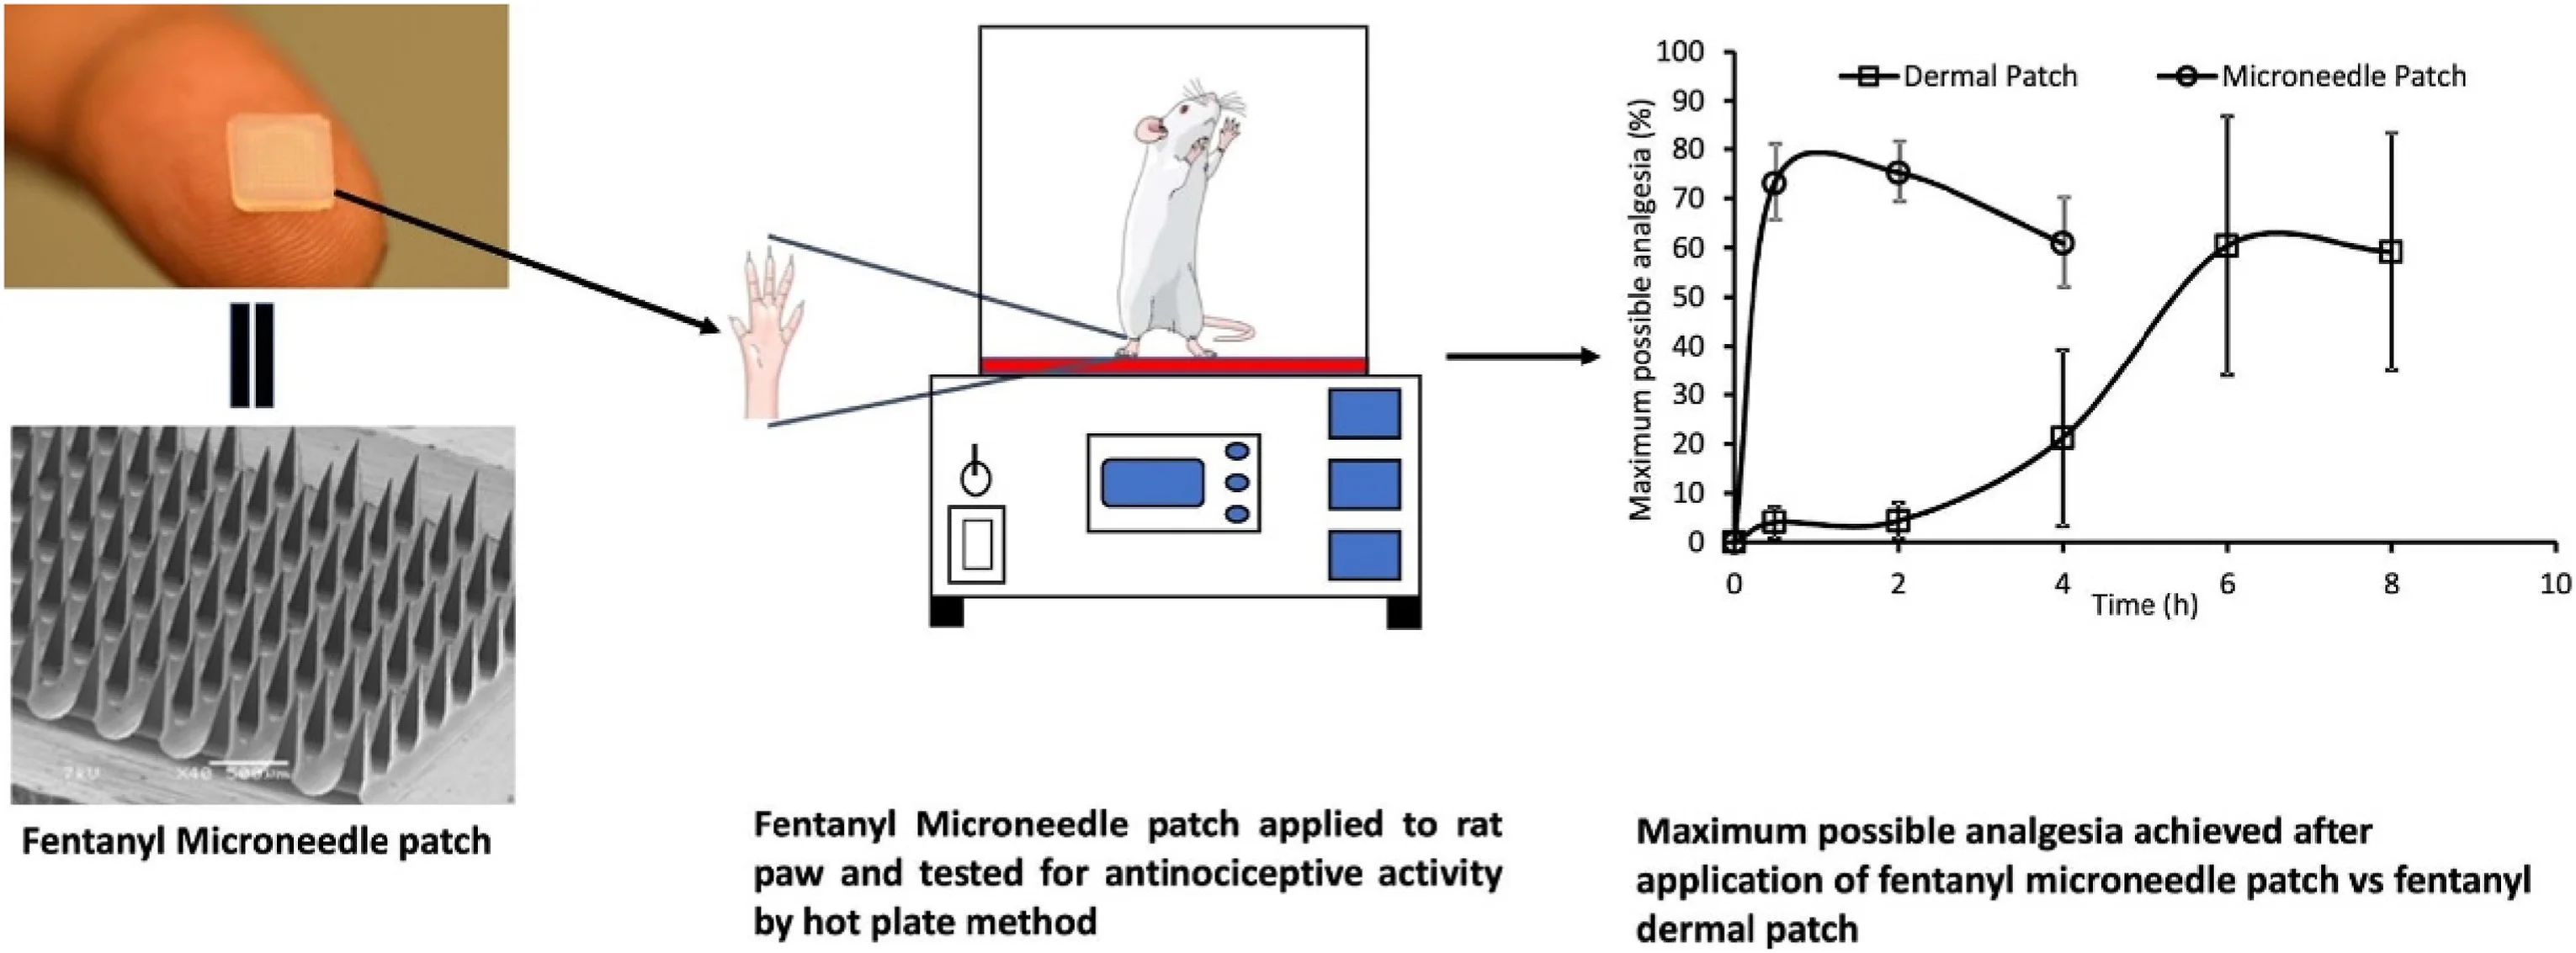 7kU X40 500µm
Fentanyl Microneedle patch
Fentanyl Microneedle patch applied to rat
paw and tested for antinociceptive activity
by hot plate method
Dermal Patch
Microneedle Patch
Maximum possible analgesia (%)
100
90
80
70
60
50
40
30
20
10
0
0 2 4 6 8 10
Time (h)
Maximum possible analgesia achieved after
application of fentanyl microneedle patch vs fentanyl
dermal patch